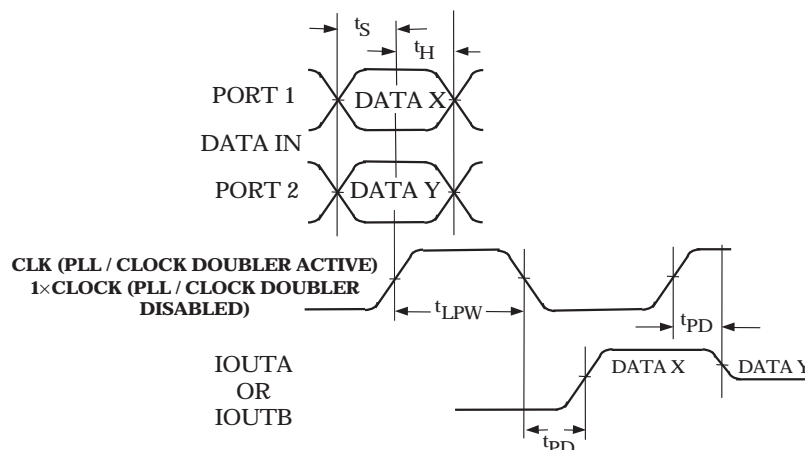 tS
tH
PORT 1
DATA X
DATA IN
PORT 2
DATA Y
CLK (PLL / CLOCK DOUBLER ACTIVE)
1×CLOCK (PLL / CLOCK DOUBLER
DISABLED)
tLPW
tPD
IOUTA
OR
IOUTB
DATA X
DATA Y
tPD